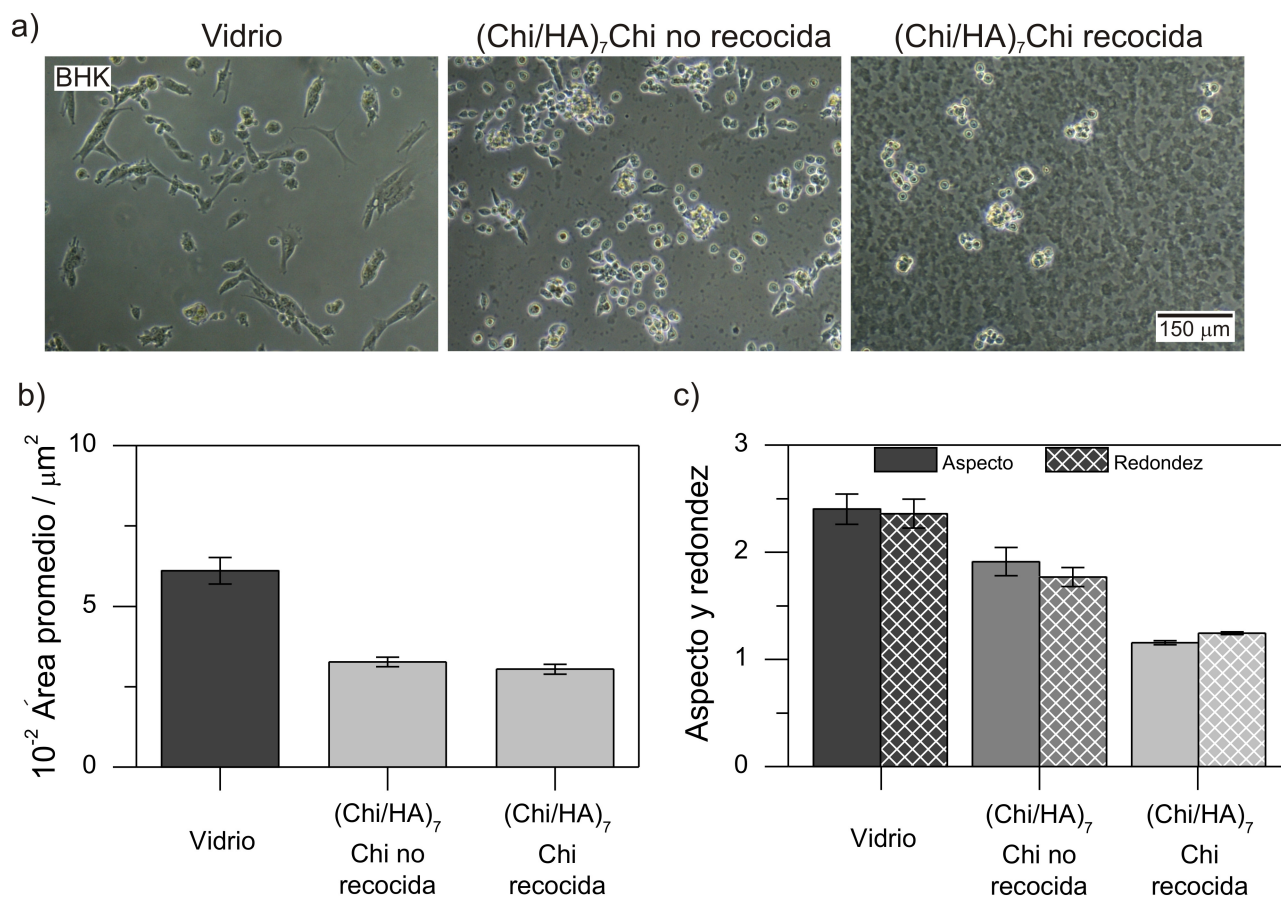 a)
Vidrio
(Chi/HA)₇Chi no recocida
(Chi/HA)₇Chi recocida
BHK
150 μm
b)
10⁻² Área promedio / μm²
10
5
0
Vidrio
(Chi/HA)₇
Chi no
recocida
(Chi/HA)₇
Chi
recocida
c)
Aspecto y redondez
3
2
1
0
Aspecto
Redondez
Vidrio
(Chi/HA)₇
Chi no
recocida
(Chi/HA)₇
Chi
recocida